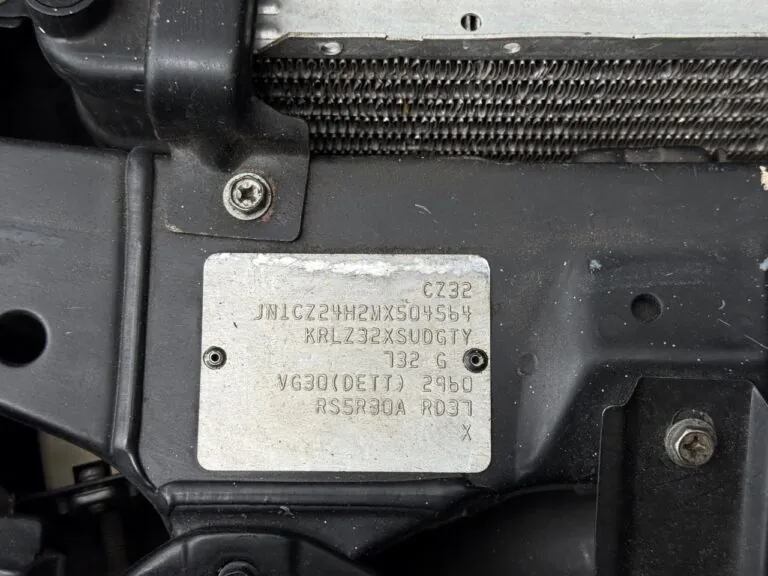 CZ32
JN1CZ24H2MX504564
KRLZ32XSUDGTY
732 G
VG30(DETT) 2960
RS5R30A RD37
X